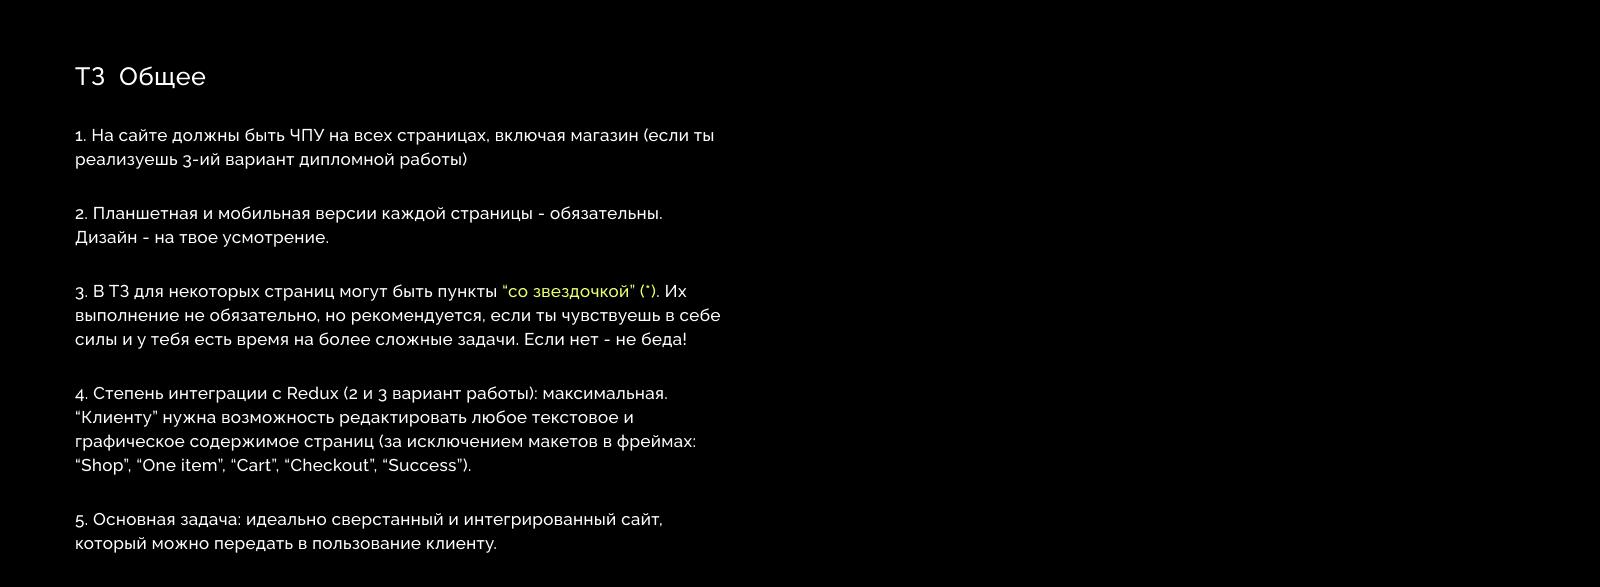 ТЗ Общее
1. На сайте должны быть ЧПУ на всех страницах, включая магазин (если ты
реализуешь 3-ий вариант дипломной работы)
2. Планшетная и мобильная версии каждой страницы - обязательны.
Дизайн - на твое усмотрение.
3. В ТЗ для некоторых страниц могут быть пункты “со звездочкой” (*). Их
выполнение не обязательно, но рекомендуется, если ты чувствуешь в себе
силы и у тебя есть время на более сложные задачи. Если нет - не беда!
4. Степень интеграции с Redux (2 и 3 вариант работы): максимальная.
“Клиенту” нужна возможность редактировать любое текстовое и
графическое содержимое страниц (за исключением макетов в фреймах:
“Shop”, “One item”, “Cart”, “Checkout”, “Success”).
5. Основная задача: идеально сверстанный и интегрированный сайт,
который можно передать в пользование клиенту.